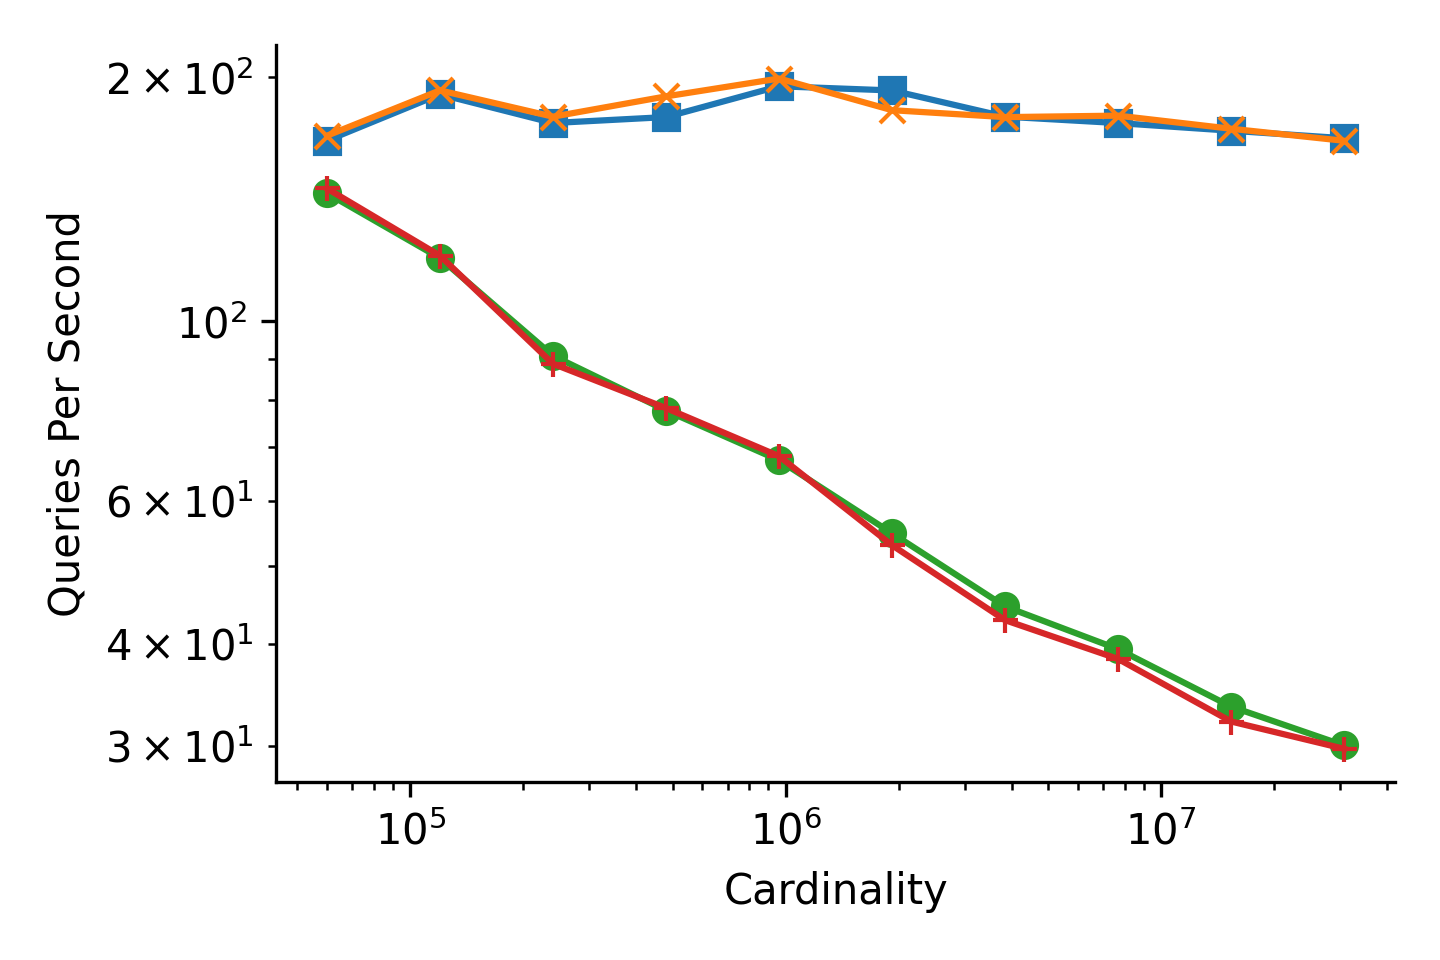 2 × 10²
10²
6 × 10¹
4 × 10¹
3 × 10¹
Queries Per Second
10⁵ 10⁶ 10⁷
Cardinality